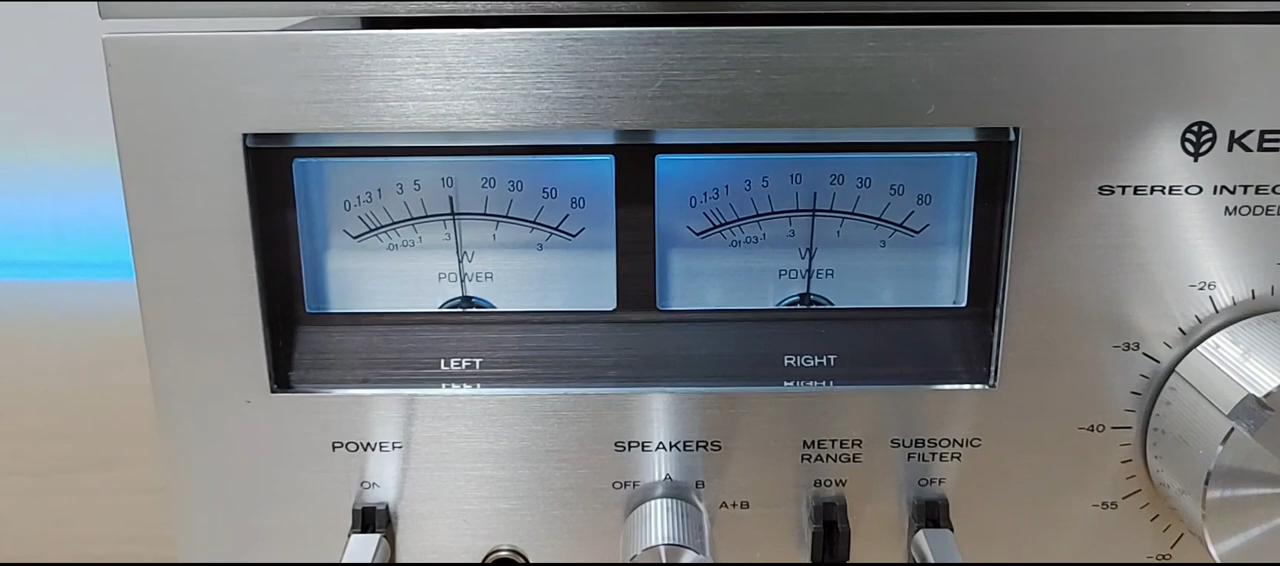 KE
STEREO INTEG
MODEL
0 .1 .3 1 3 5 10 20 30 50 80
.01 .03 .1 .3 1 3
W
POWER
0 .1 .3 1 3 5 10 20 30 50 80
.01 .03 .1 .3 1 3
W
POWER
LEFT
RIGHT
-26
-33
-40
-55
-∞
POWER
ON
SPEAKERS
OFF A B
A+B
METER
RANGE
80W
SUBSONIC
FILTER
OFF